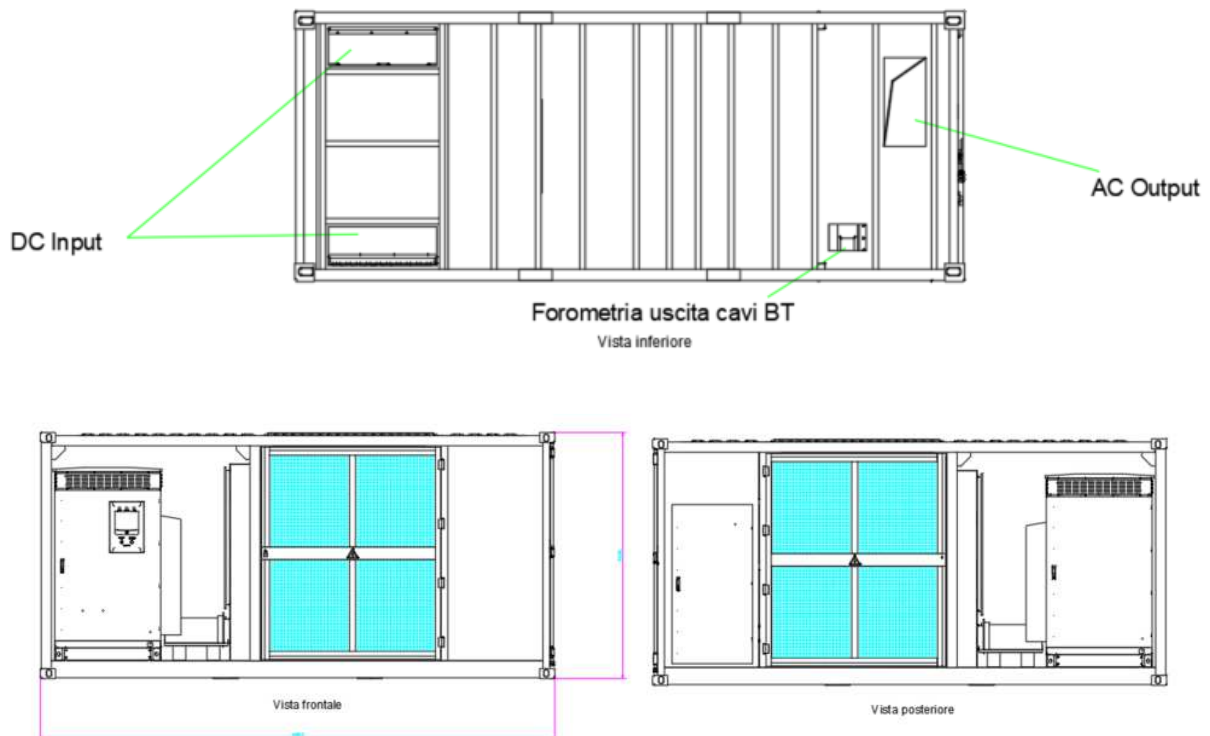 DC Input
AC Output
Forometria uscita cavi BT
Vista inferiore
Vista frontale
Vista posteriore